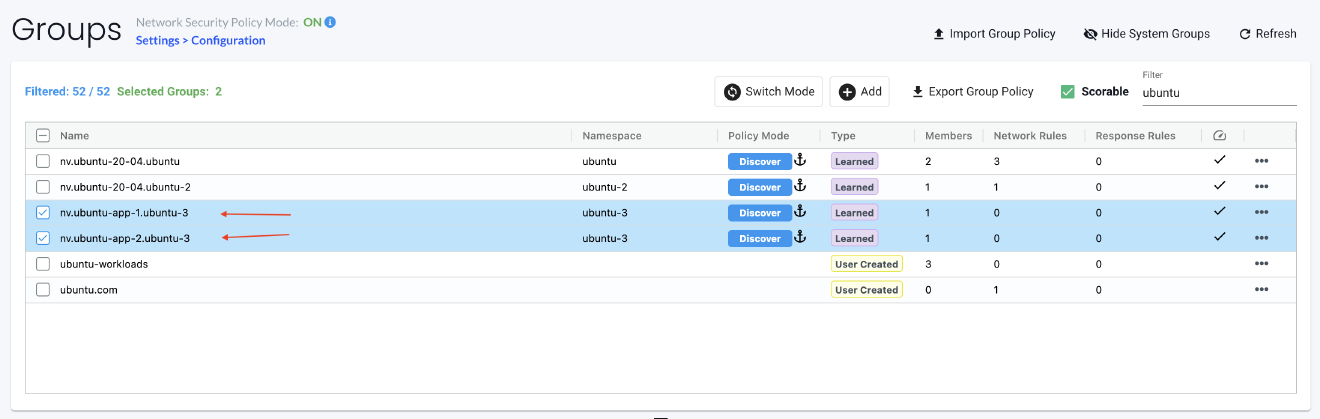 Groups
Network Security Policy Mode: ON
Settings > Configuration
Import Group Policy Hide System Groups Refresh
Filtered: 52 / 52 Selected Groups: 2
Switch Mode Add Export Group Policy Scorable
Filter
ubuntu
Name Namespace Policy Mode Type Members Network Rules Response Rules
nv.ubuntu-20-04.ubuntu ubuntu Discover Learned 2 3 0
nv.ubuntu-20-04.ubuntu-2 ubuntu-2 Discover Learned 1 1 0
nv.ubuntu-app-1.ubuntu-3 ubuntu-3 Discover Learned 1 0 0
nv.ubuntu-app-2.ubuntu-3 ubuntu-3 Discover Learned 1 0 0
ubuntu-workloads User Created 3 0 0
ubuntu.com User Created 0 1 0